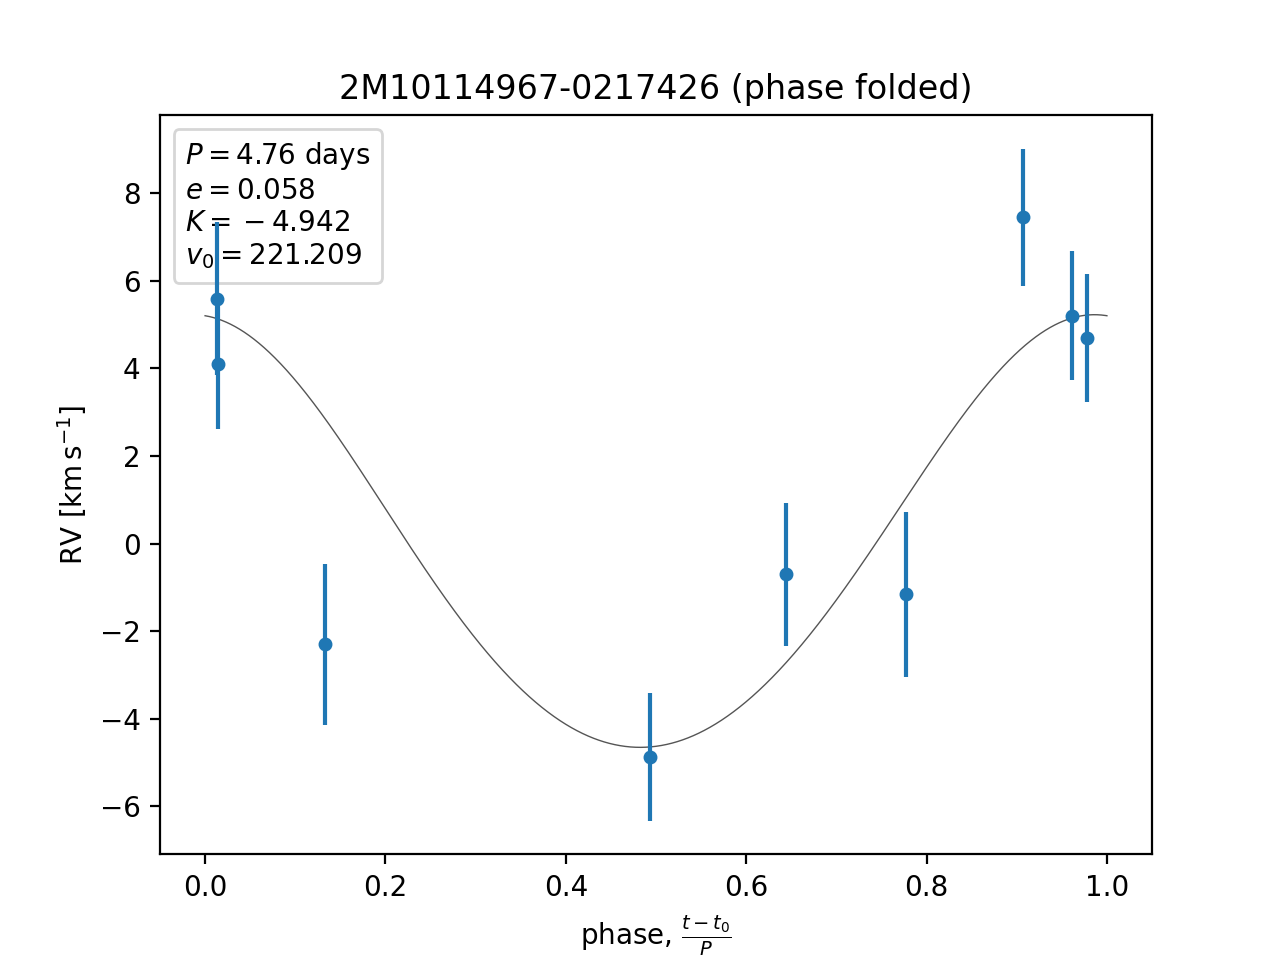 2M10114967-0217426 (phase folded)
P = 4.76 days
e = 0.058
K = −4.942
v₀ = 221.209
8
6
4
2
0
−2
−4
−6
RV [km s⁻¹]
0.0 0.2 0.4 0.6 0.8 1.0
phase, (t − t₀)/P